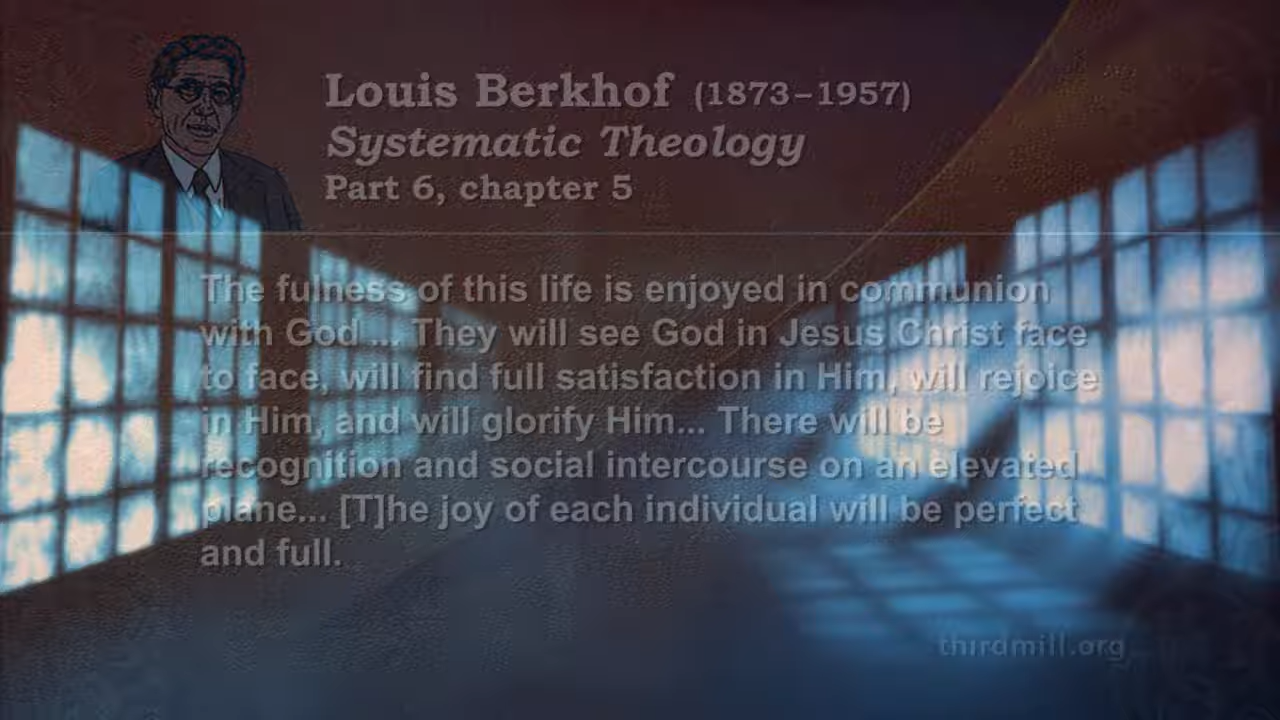 Louis Berkhof (1873–1957)
Systematic Theology
Part 6, chapter 5
The fulness of this life is enjoyed in communion
with God ... They will see God in Jesus Christ face
to face, will find full satisfaction in Him, will rejoice
in Him, and will glorify Him... There will be
recognition and social intercourse on an elevated
plane... [T]he joy of each individual will be perfect
and full.
thirdmill.org